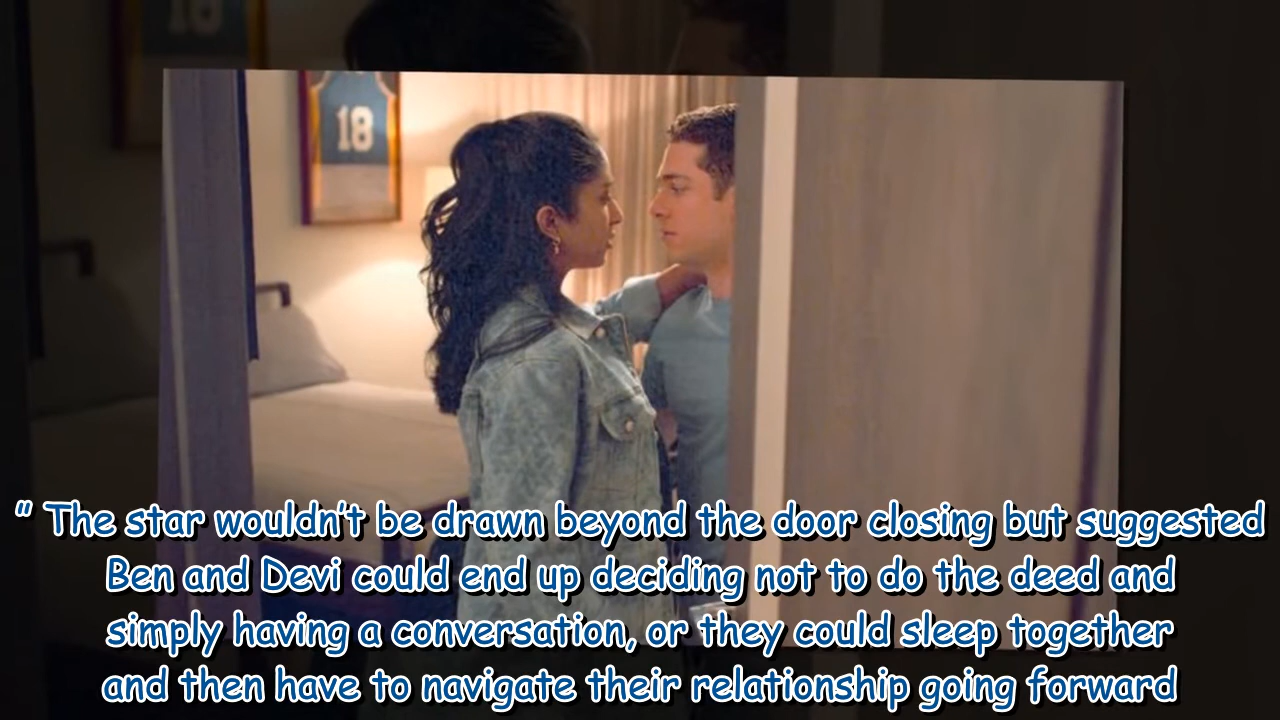 18
18
" The star wouldn't be drawn beyond the door closing but suggested
Ben and Devi could end up deciding not to do the deed and
simply having a conversation, or they could sleep together
and then have to navigate their relationship going forward